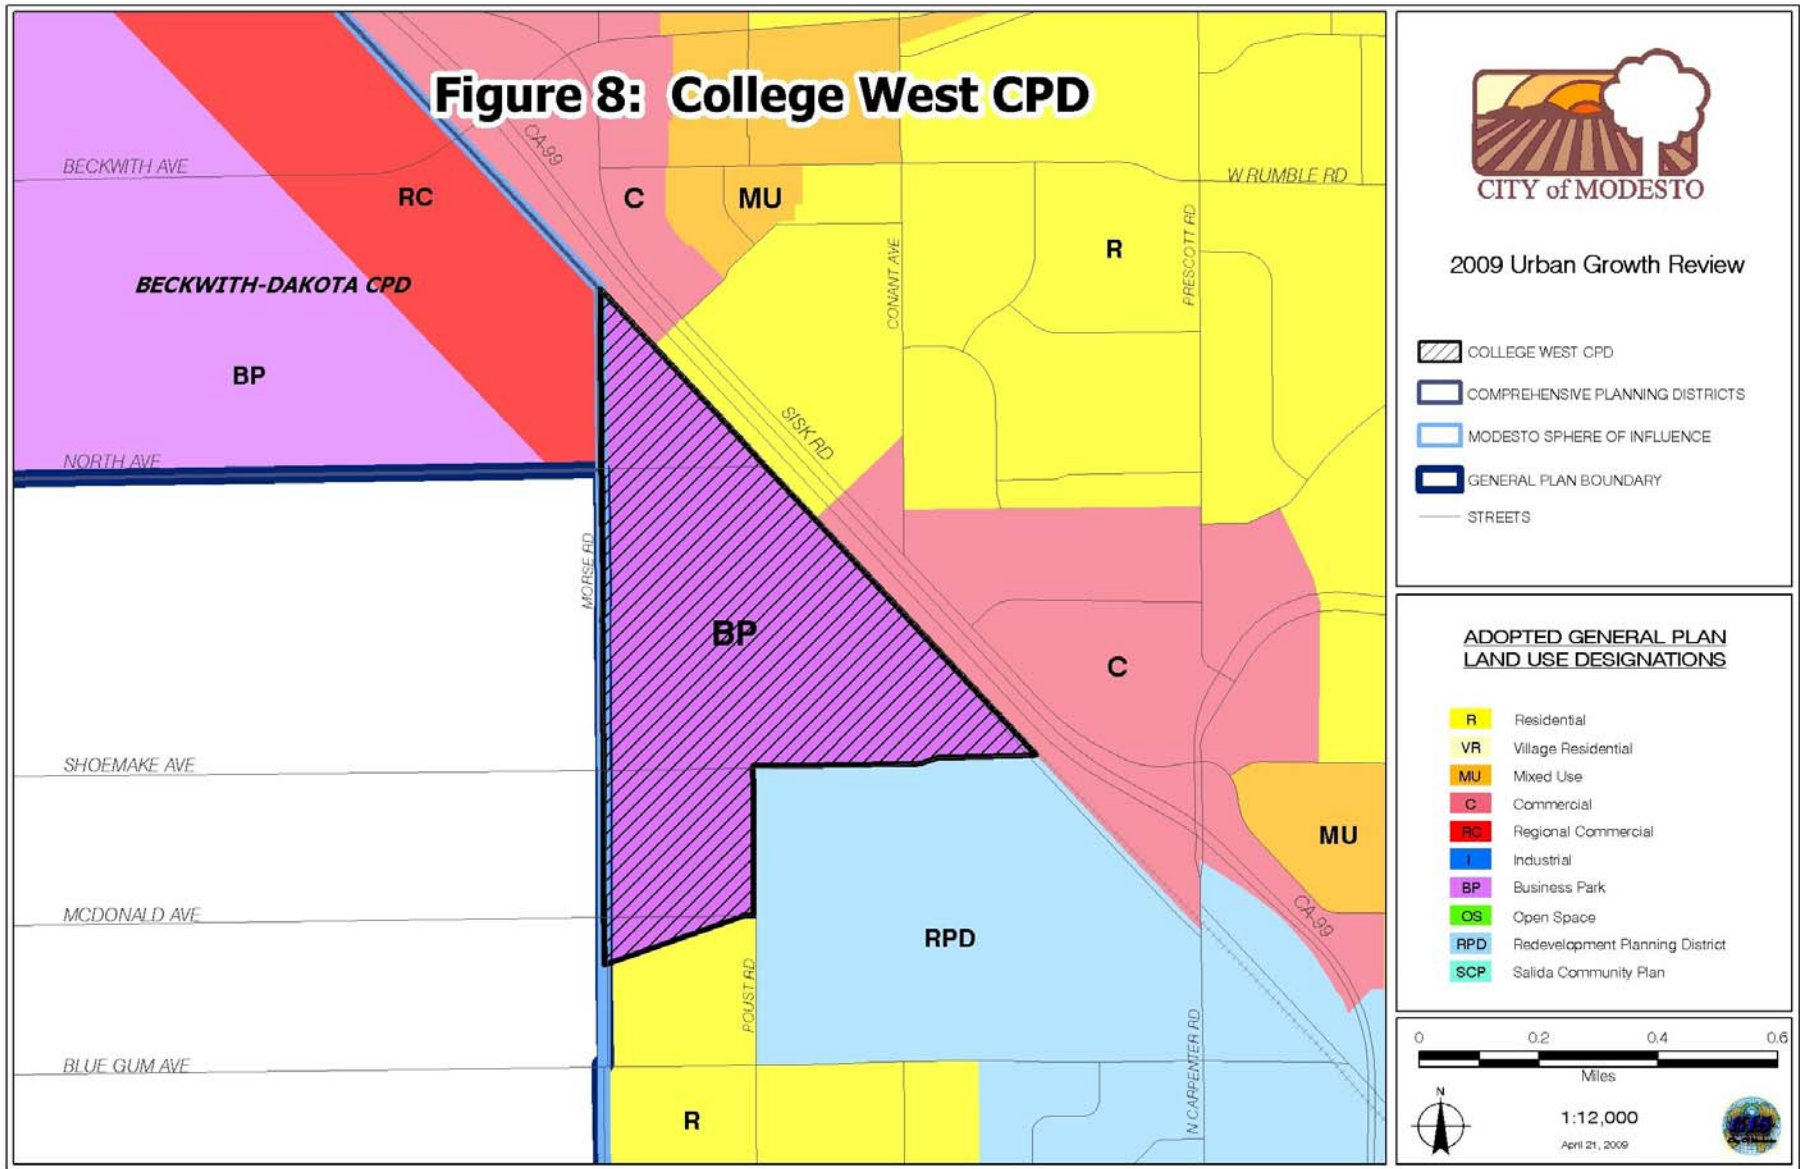 Figure 8: College West CPD
CA-99
BECKWITH AVE
W RUMBLE RD
RC
C
MU
R
CONANT AVE
PRESCOTT RD
BECKWITH-DAKOTA CPD
BP
SISK RD
NORTH AVE
MORSE RD
BP
C
SHOEMAKE AVE
MU
MCDONALD AVE
CA-99
RPD
POUST RD
N CARPENTER RD
BLUE GUM AVE
R
CITY of MODESTO
2009 Urban Growth Review
COLLEGE WEST CPD
COMPREHENSIVE PLANNING DISTRICTS
MODESTO SPHERE OF INFLUENCE
GENERAL PLAN BOUNDARY
STREETS
ADOPTED GENERAL PLAN
LAND USE DESIGNATIONS
R Residential
VR Village Residential
MU Mixed Use
C Commercial
RC Regional Commercial
I Industrial
BP Business Park
OS Open Space
RPD Redevelopment Planning District
SCP Salida Community Plan
0 0.2 0.4 0.6
Miles
N
1:12,000
April 21, 2009